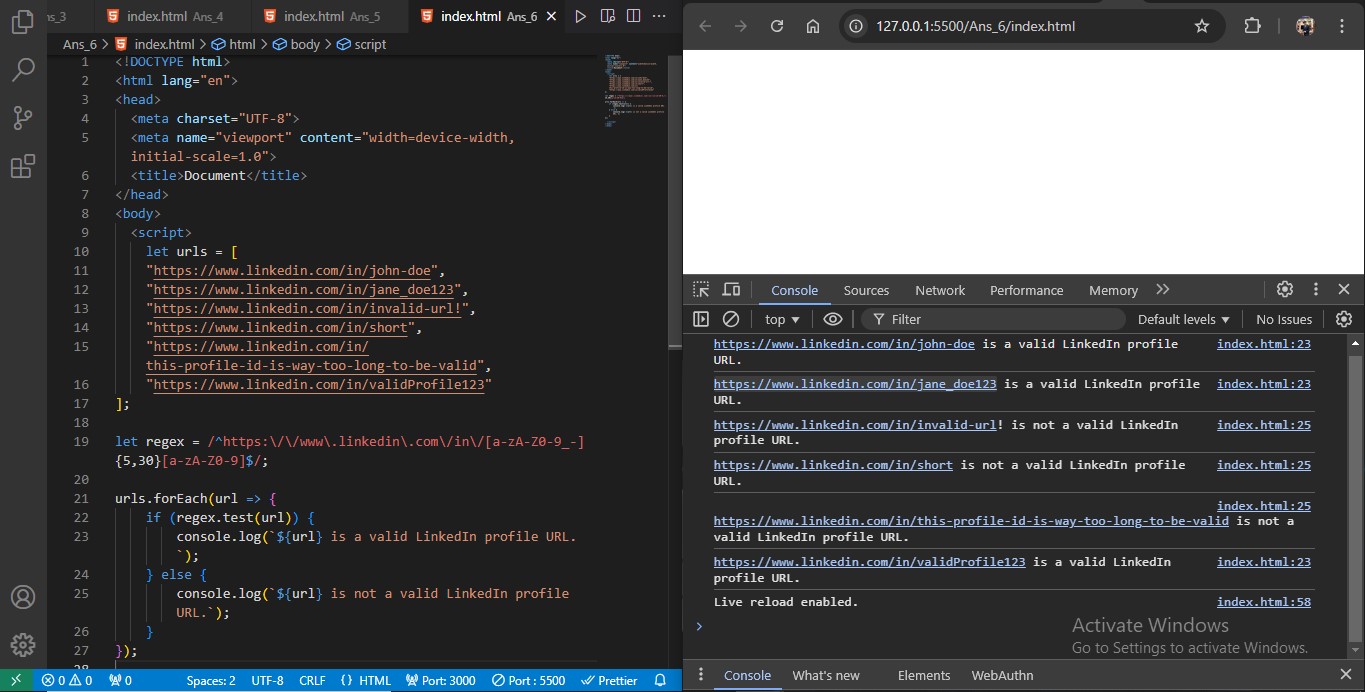 ns_3
index.html Ans_4
index.html Ans_5
index.html Ans_6
Ans_6 > index.html > html > body > script
1 <!DOCTYPE html>
2 <html lang="en">
3 <head>
4 <meta charset="UTF-8">
5 <meta name="viewport" content="width=device-width,
initial-scale=1.0">
6 <title>Document</title>
7 </head>
8 <body>
9 <script>
10 let urls = [
11 "https://www.linkedin.com/in/john-doe",
12 "https://www.linkedin.com/in/jane_doe123",
13 "https://www.linkedin.com/in/invalid-url!",
14 "https://www.linkedin.com/in/short",
15 "https://www.linkedin.com/in/
this-profile-id-is-way-too-long-to-be-valid",
16 "https://www.linkedin.com/in/validProfile123"
17 ];
18
19 let regex = /^https:\/\/www\.linkedin\.com\/in\/[a-zA-Z0-9_-]
{5,30}[a-zA-Z0-9]$/;
20
21 urls.forEach(url => {
22 if (regex.test(url)) {
23 console.log(`${url} is a valid LinkedIn profile URL.
`);
24 } else {
25 console.log(`${url} is not a valid LinkedIn profile
URL.`);
26 }
27 });
28
0 0 0 Spaces: 2 UTF-8 CRLF {} HTML Port: 3000 Port : 5500 Prettier
127.0.0.1:5500/Ans_6/index.html
Console Sources Network Performance Memory
top Filter Default levels No Issues
https://www.linkedin.com/in/john-doe is a valid LinkedIn profile index.html:23
URL.
https://www.linkedin.com/in/jane_doe123 is a valid LinkedIn profile index.html:23
URL.
https://www.linkedin.com/in/invalid-url! is not a valid LinkedIn index.html:25
profile URL.
https://www.linkedin.com/in/short is not a valid LinkedIn profile index.html:25
URL.
index.html:25
https://www.linkedin.com/in/this-profile-id-is-way-too-long-to-be-valid is not a
valid LinkedIn profile URL.
https://www.linkedin.com/in/validProfile123 is a valid LinkedIn index.html:23
profile URL.
Live reload enabled. index.html:58
>
Activate Windows
Go to Settings to activate Windows.
Console What's new Elements WebAuthn